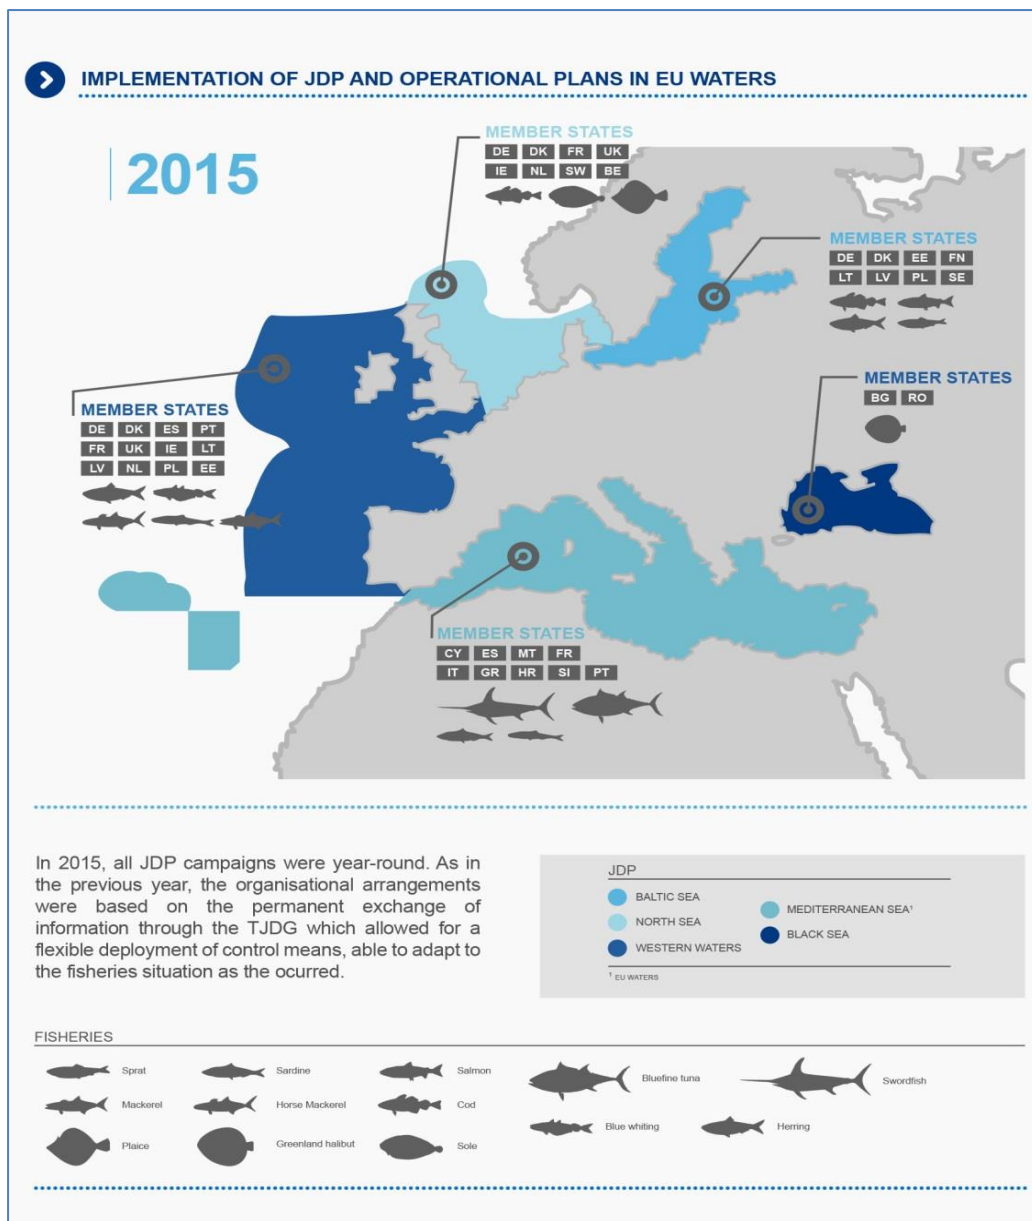 IMPLEMENTATION OF JDP AND OPERATIONAL PLANS IN EU WATERS
2015
MEMBER STATES
DE DK FR UK
IE NL SW BE
MEMBER STATES
DE DK EE FN
LT LV PL SE
MEMBER STATES
BG RO
MEMBER STATES
DE DK ES PT
FR UK IE LT
LV NL PL EE
MEMBER STATES
CY ES MT FR
IT GR HR SI PT
In 2015, all JDP campaigns were year-round. As in
the previous year, the organisational arrangements
were based on the permanent exchange of
information through the TJDG which allowed for a
flexible deployment of control means, able to adapt to
the fisheries situation as the ocurred.
JDP
BALTIC SEA
NORTH SEA
WESTERN WATERS
MEDITERRANEAN SEA¹
BLACK SEA
¹ EU WATERS
FISHERIES
Sprat
Sardine
Salmon
Bluefine tuna
Swordfish
Mackerel
Horse Mackerel
Cod
Blue whiting
Herring
Plaice
Greenland halibut
Sole